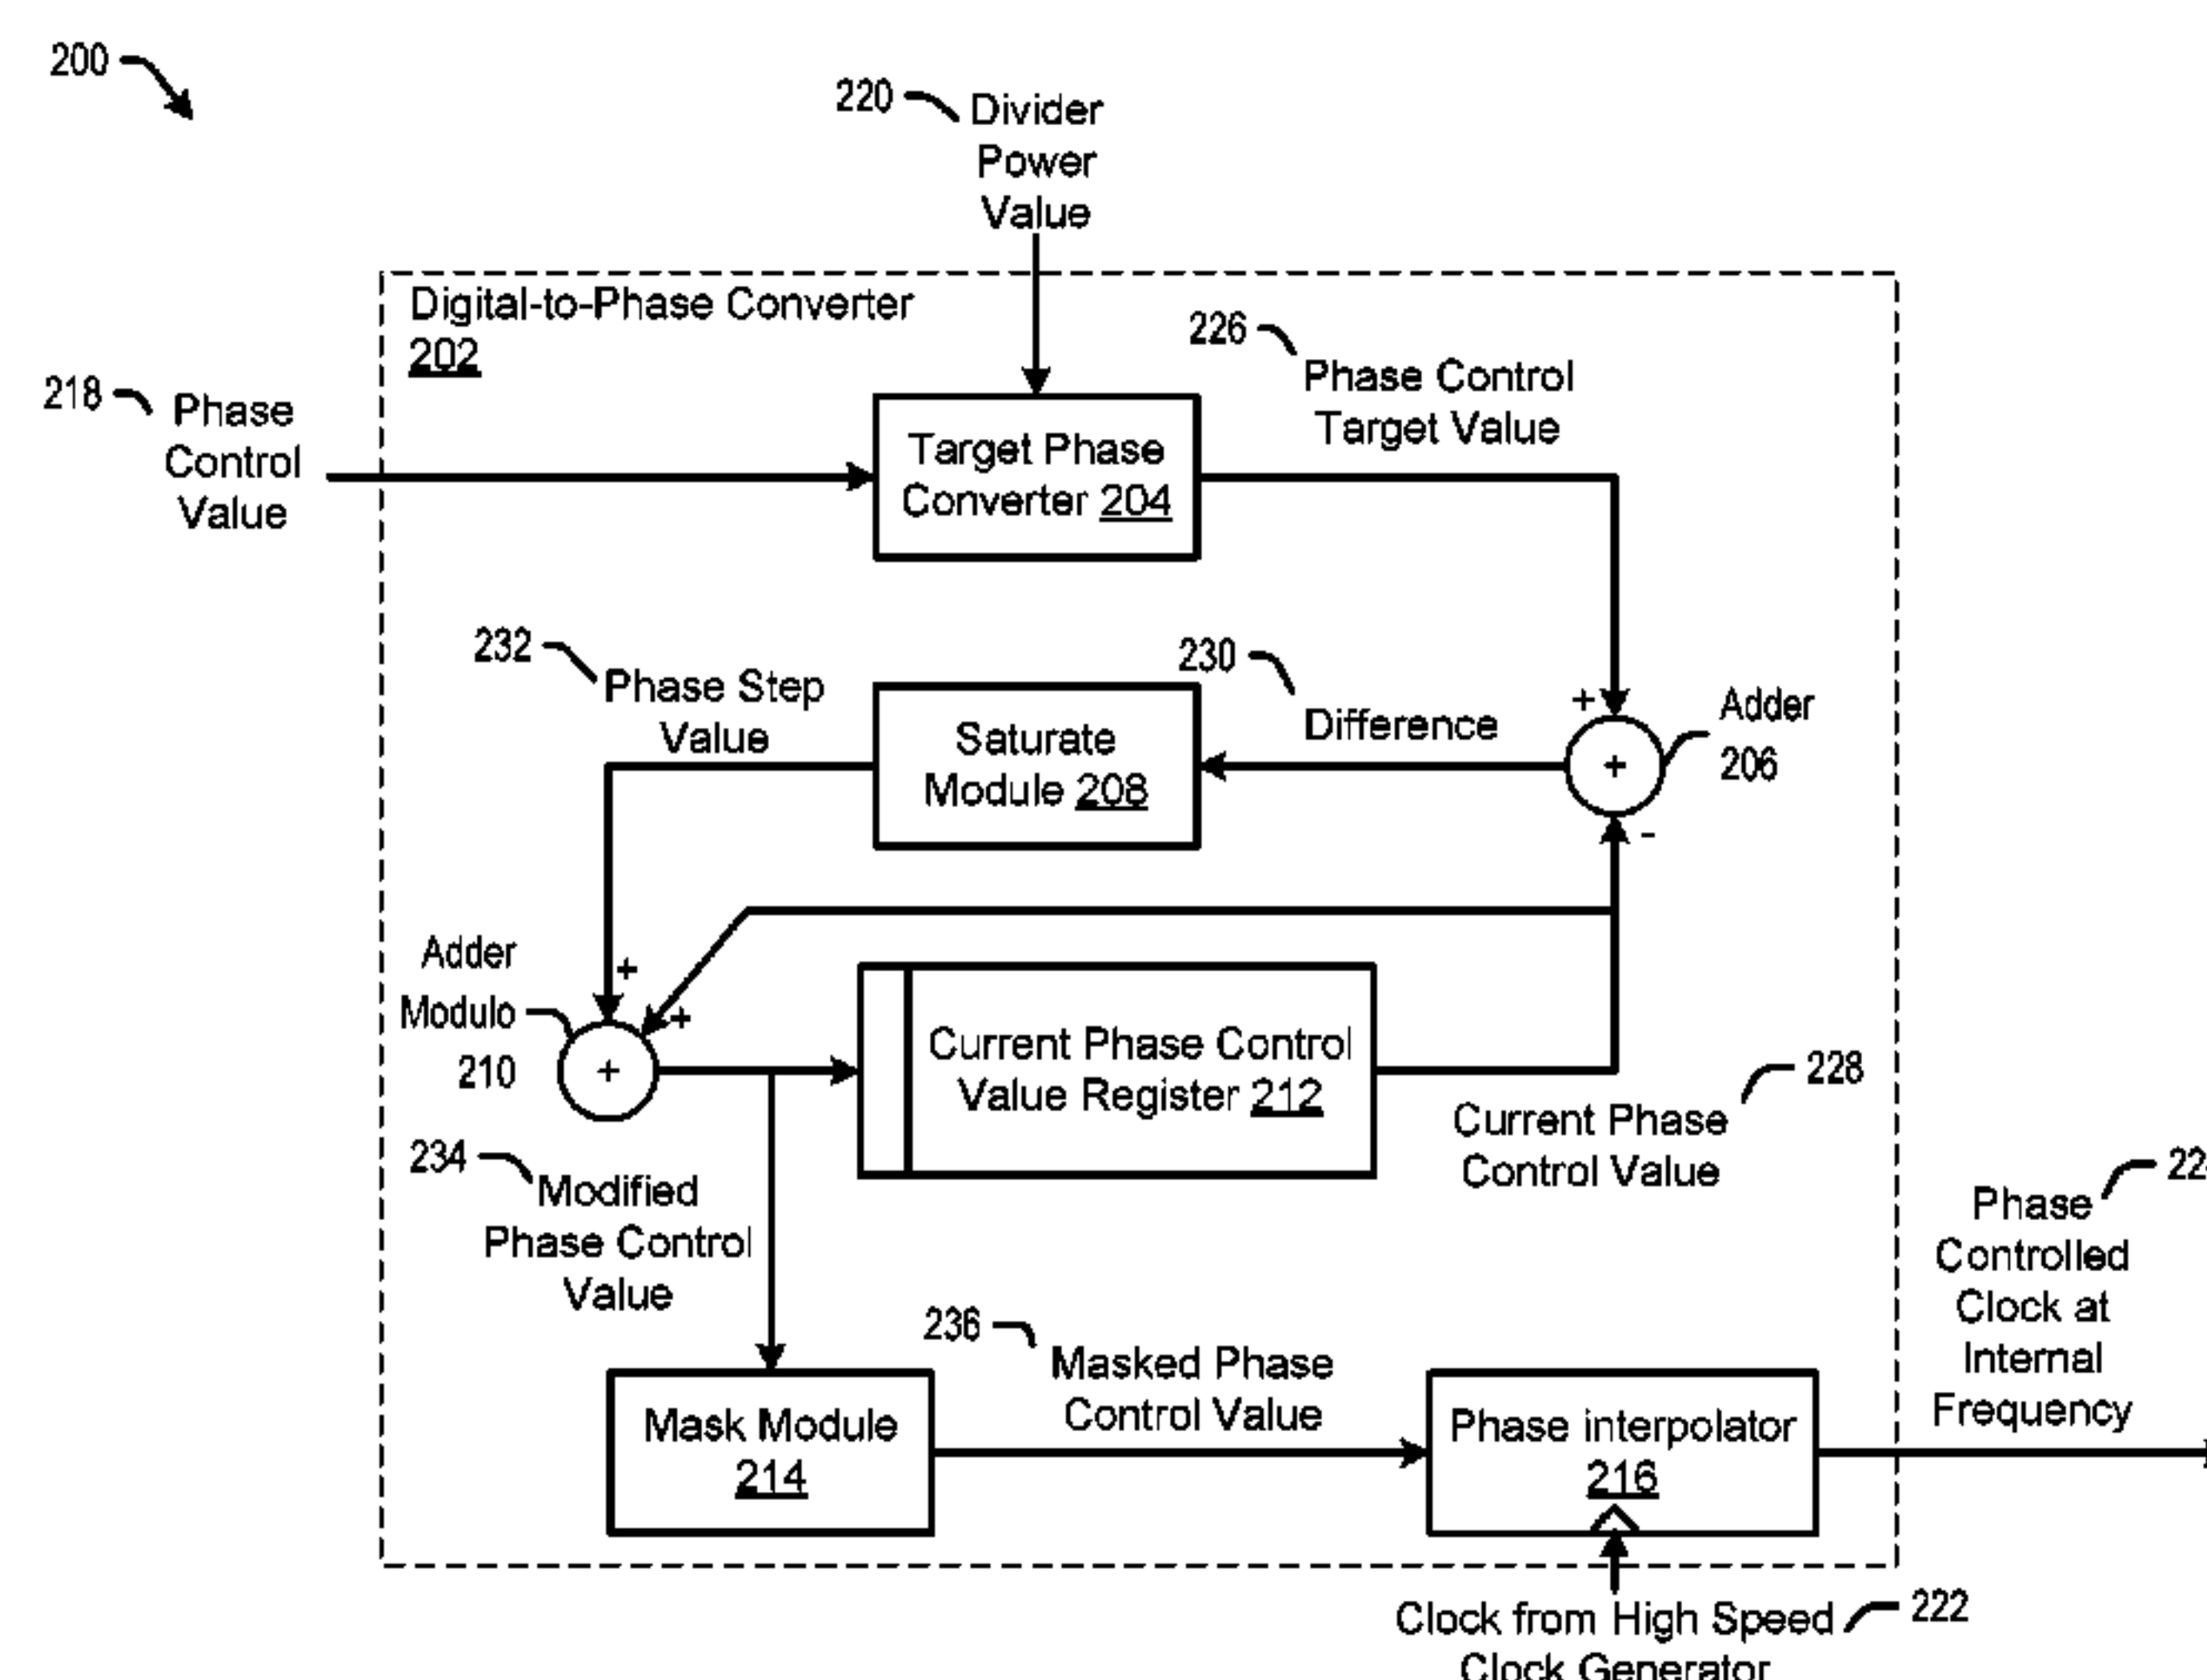 200
220
Divider
Power
Value
Digital-to-Phase Converter
202
218
Phase
Control
Value
Target Phase
Converter 204
226
Phase Control
Target Value
232
Phase Step
Value
Saturate
Module 208
230
Difference
+
+
Adder
206
-
Adder
Modulo
210
+
+
+
Current Phase Control
Value Register 212
228
Current Phase
Control Value
234
Modified
Phase Control
Value
Mask Module
214
236
Masked Phase
Control Value
Phase interpolator
216
Phase
Controlled
Clock at
Internal
Frequency
Clock from High Speed
Clock Generator
222